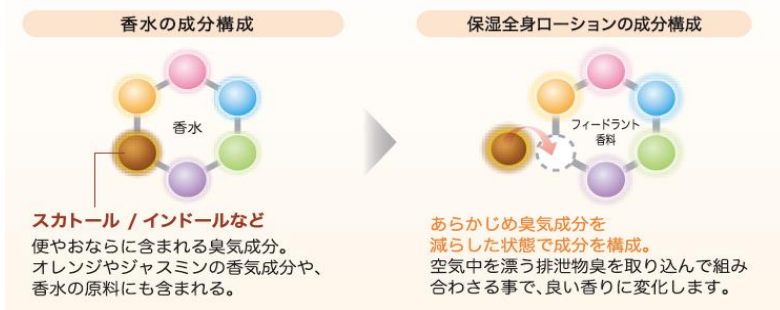 香水の成分構成
香水
スカトール / インドールなど
便やおならに含まれる臭気成分。
オレンジやジャスミンの香気成分や、
香水の原料にも含まれる。
保湿全身ローションの成分構成
フィードラント
香料
あらかじめ臭気成分を
減らした状態で成分を構成。
空気中を漂う排泄物臭を取り込んで組み
合わさる事で、良い香りに変化します。